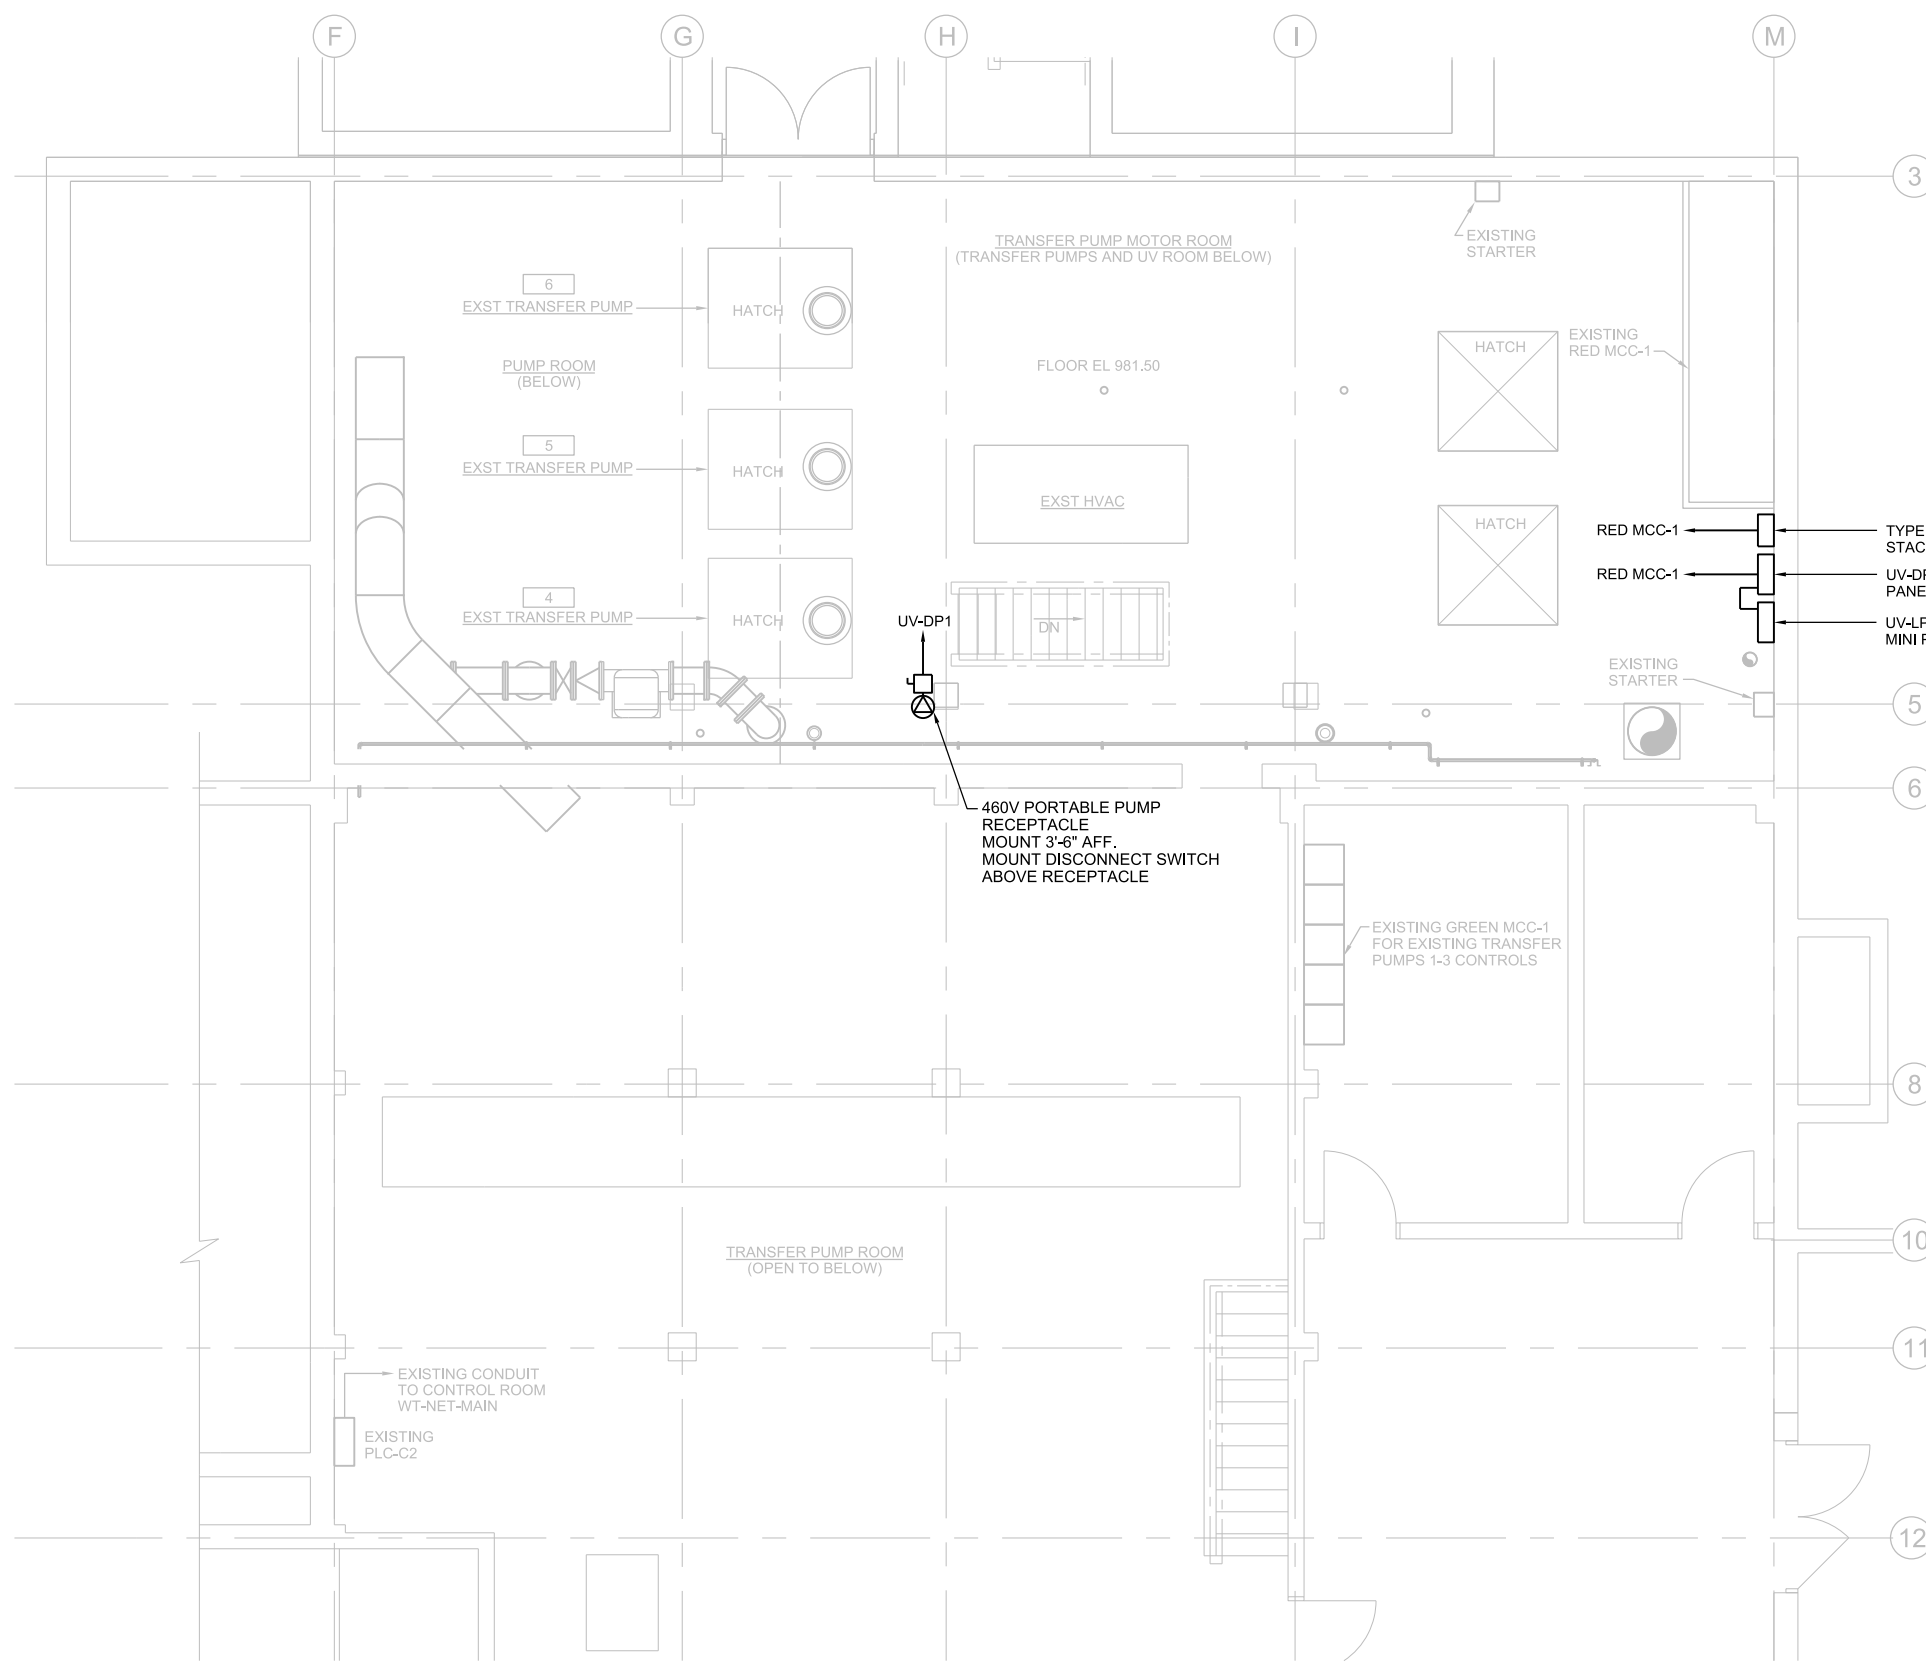 F
G
H
I
M
3
TRANSFER PUMP MOTOR ROOM
(TRANSFER PUMPS AND UV ROOM BELOW)
EXISTING
STARTER
6
EXST TRANSFER PUMP
HATCH
PUMP ROOM
(BELOW)
FLOOR EL 981.50
HATCH
EXISTING
RED MCC-1
5
EXST TRANSFER PUMP
HATCH
EXST HVAC
HATCH
RED MCC-1
TYPE
STAC
RED MCC-1
UV-DP
PANE
4
EXST TRANSFER PUMP
HATCH
UV-DP1
DN
UV-LP
MINI P
EXISTING
STARTER
5
6
460V PORTABLE PUMP
RECEPTACLE
MOUNT 3'-6" AFF.
MOUNT DISCONNECT SWITCH
ABOVE RECEPTACLE
EXISTING GREEN MCC-1
FOR EXISTING TRANSFER
PUMPS 1-3 CONTROLS
8
10
TRANSFER PUMP ROOM
(OPEN TO BELOW)
11
EXISTING CONDUIT
TO CONTROL ROOM
WT-NET-MAIN
EXISTING
PLC-C2
12